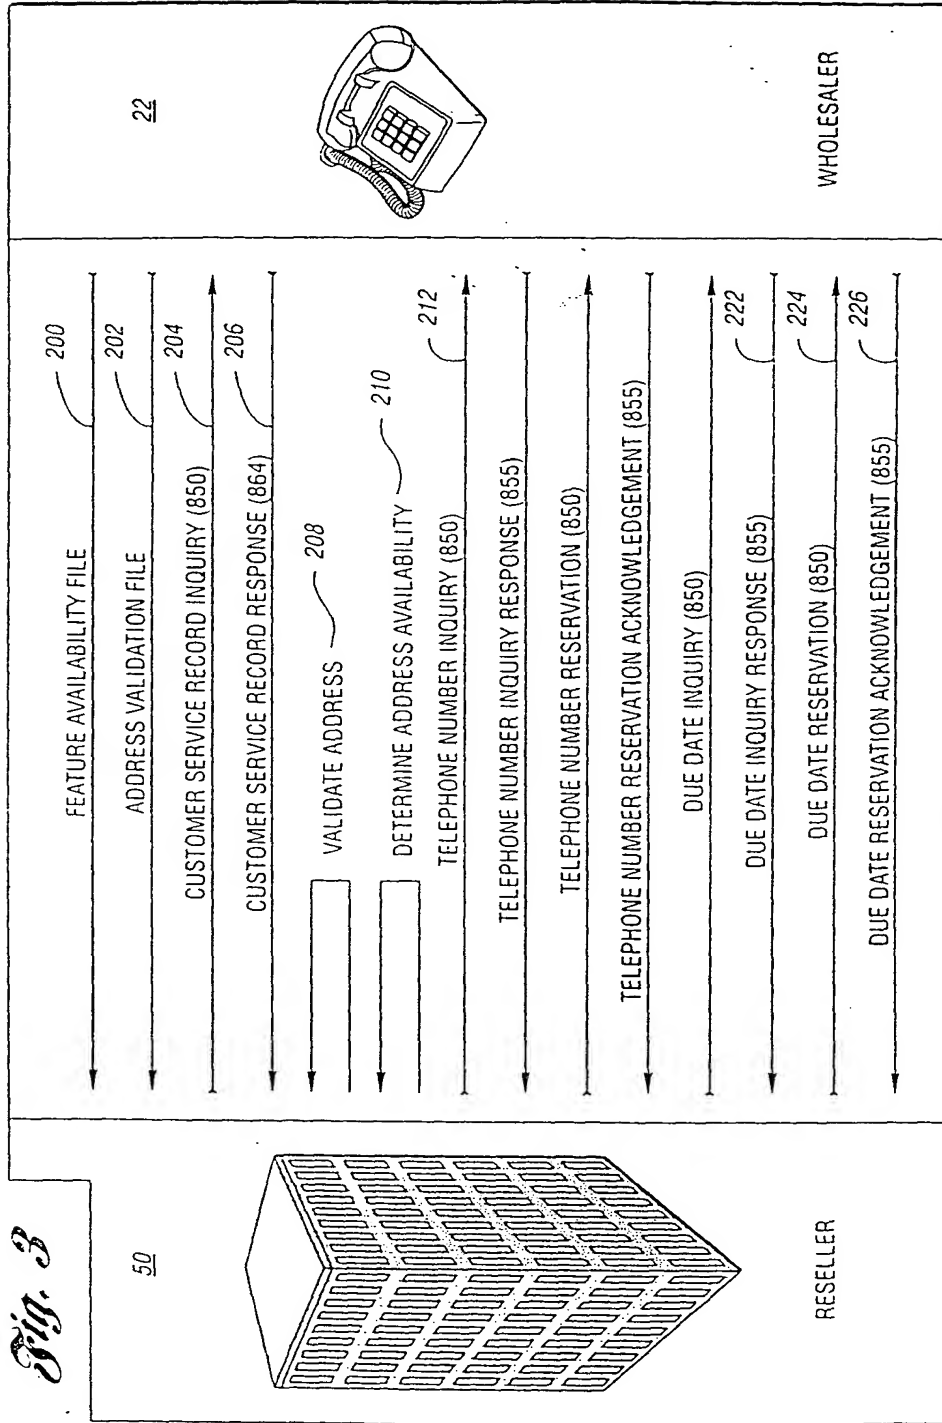 Fig. 3
50
RESELLER
22
WHOLESALER
FEATURE AVAILABILITY FILE
200
ADDRESS VALIDATION FILE
202
CUSTOMER SERVICE RECORD INQUIRY (850)
204
CUSTOMER SERVICE RECORD RESPONSE (864)
206
VALIDATE ADDRESS
208
DETERMINE ADDRESS AVAILABILITY
210
TELEPHONE NUMBER INQUIRY (850)
212
TELEPHONE NUMBER INQUIRY RESPONSE (855)
TELEPHONE NUMBER RESERVATION (850)
TELEPHONE NUMBER RESERVATION ACKNOWLEDGEMENT (855)
DUE DATE INQUIRY (850)
DUE DATE INQUIRY RESPONSE (855)
222
DUE DATE RESERVATION (850)
224
DUE DATE RESERVATION ACKNOWLEDGEMENT (855)
226